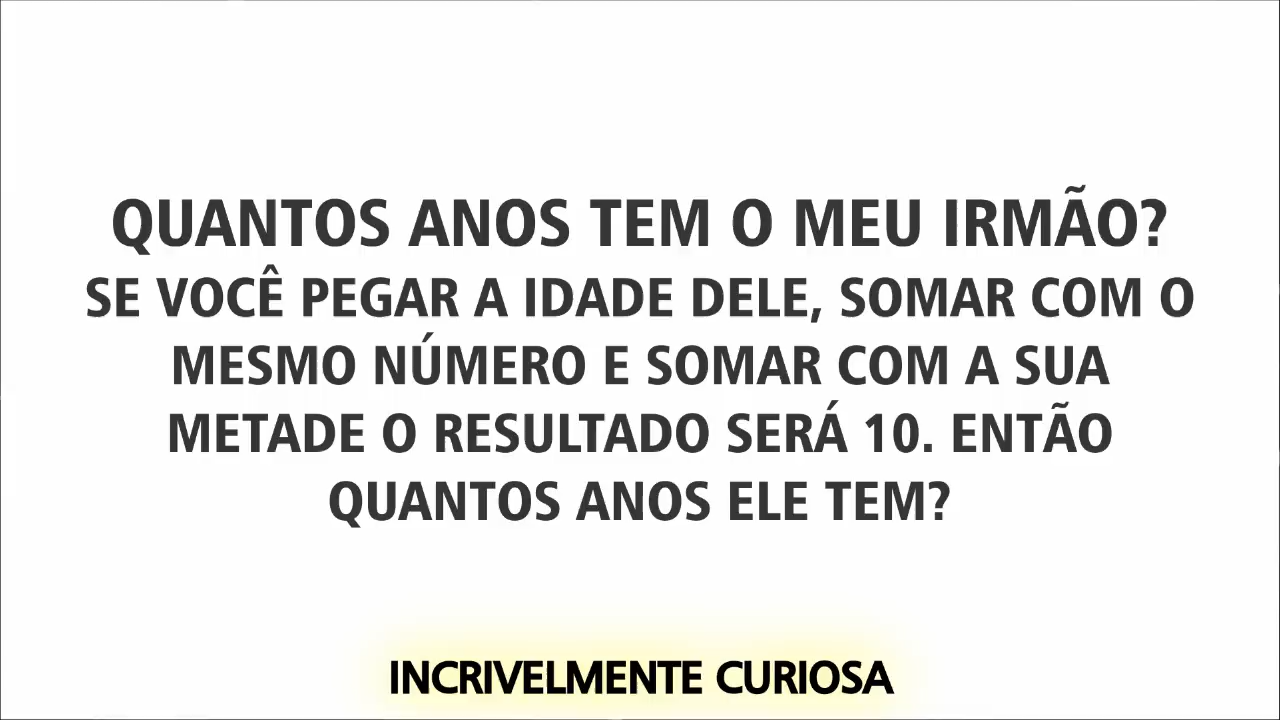 QUANTOS ANOS TEM O MEU IRMÃO?
SE VOCÊ PEGAR A IDADE DELE, SOMAR COM O
MESMO NÚMERO E SOMAR COM A SUA
METADE O RESULTADO SERÁ 10. ENTÃO
QUANTOS ANOS ELE TEM?
INCRIVELMENTE CURIOSA